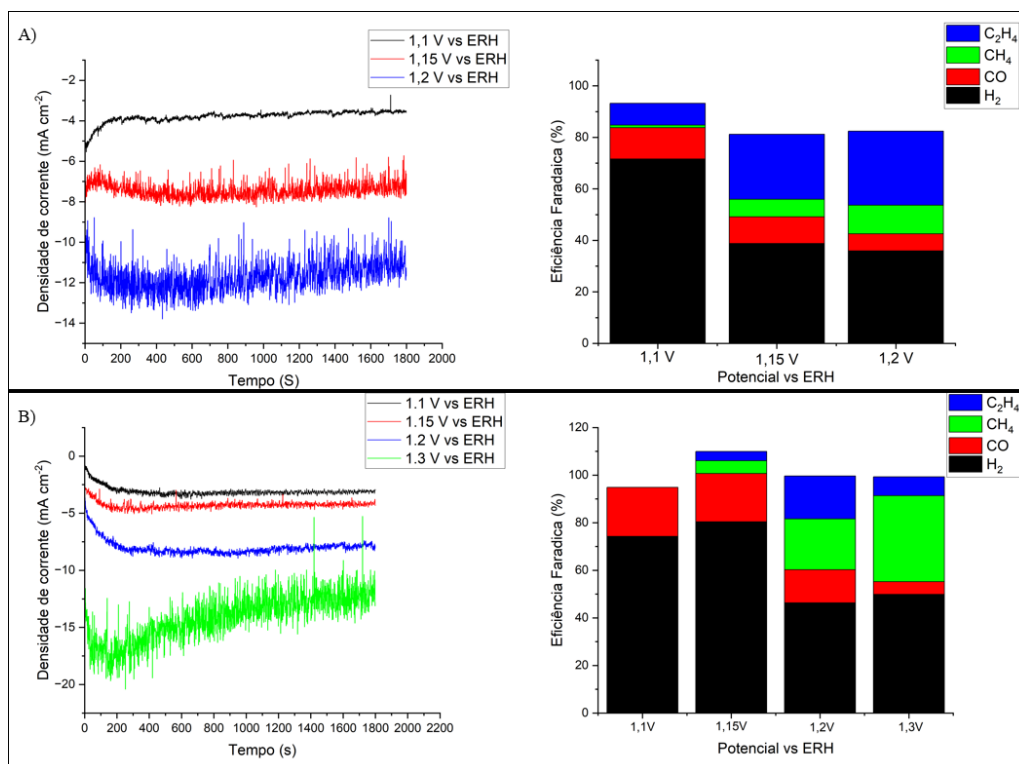 A)
1,1 V vs ERH
1,15 V vs ERH
1,2 V vs ERH
Densidade de corrente (mA cm⁻²)
−2
−4
−6
−8
−10
−12
−14
0 200 400 600 800 1000 1200 1400 1600 1800 2000
Tempo (S)
C₂H₄
CH₄
CO
H₂
Eficiência Faradaica (%)
100
80
60
40
20
0
1,1 V 1,15 V 1,2 V
Potencial vs ERH
B)
1.1 V vs ERH
1.15 V vs ERH
1.2 V vs ERH
1.3 V vs ERH
Densidade de corrente (mA cm⁻²)
0
−5
−10
−15
−20
0 200 400 600 800 1000 1200 1400 1600 1800 2000 2200
Tempo (s)
C₂H₄
CH₄
CO
H₂
Eficiência Faradica (%)
120
100
80
60
40
20
0
1,1V 1,15V 1,2V 1,3V
Potencial vs ERH